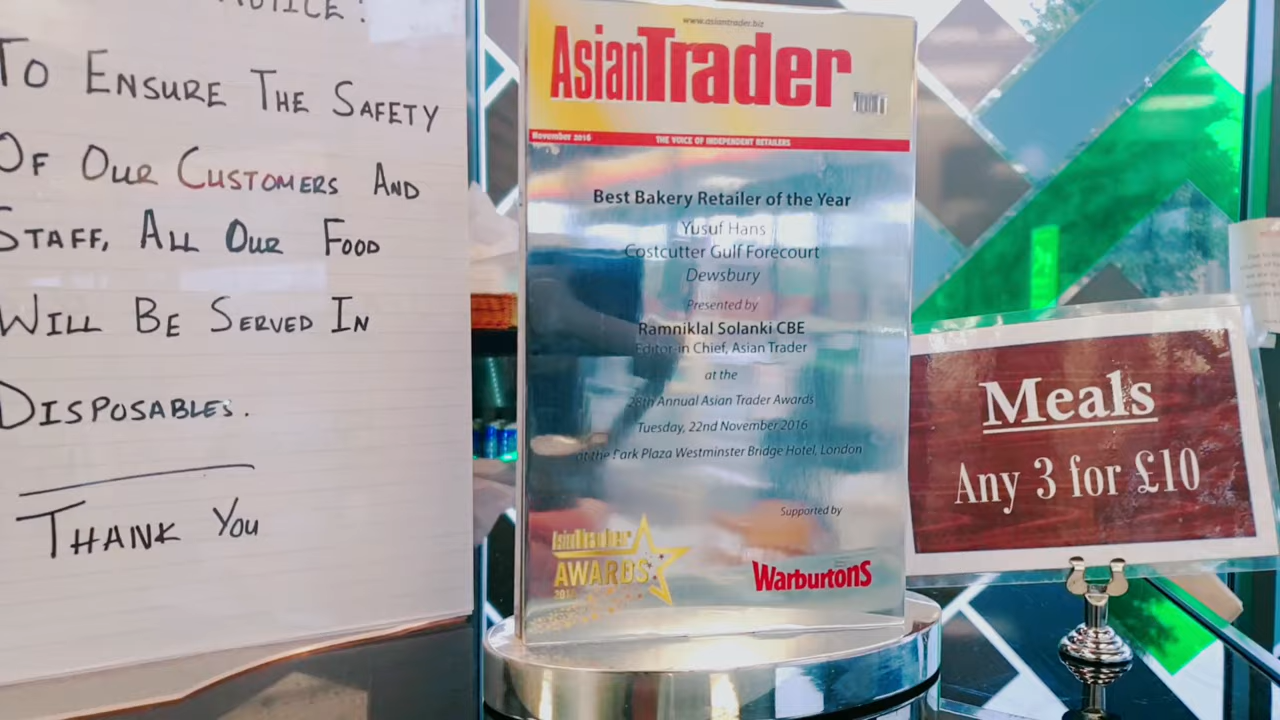 NOTICE!
TO ENSURE THE SAFETY
OF OUR CUSTOMERS AND
STAFF, ALL OUR FOOD
WILL BE SERVED IN
DISPOSABLES.
THANK YOU
www.asiantrader.biz
AsianTrader
November 2016
THE VOICE OF INDEPENDENT RETAILERS
Best Bakery Retailer of the Year
Yusuf Hans
Costcutter Gulf Forecourt
Dewsbury
Presented by
Ramniklal Solanki CBE
Editor-in Chief, Asian Trader
at the
28th Annual Asian Trader Awards
Tuesday, 22nd November 2016
at the Park Plaza Westminster Bridge Hotel, London
Supported by
AsianTrader
AWARDS
2016
Warburtons
Meals
Any 3 for £10